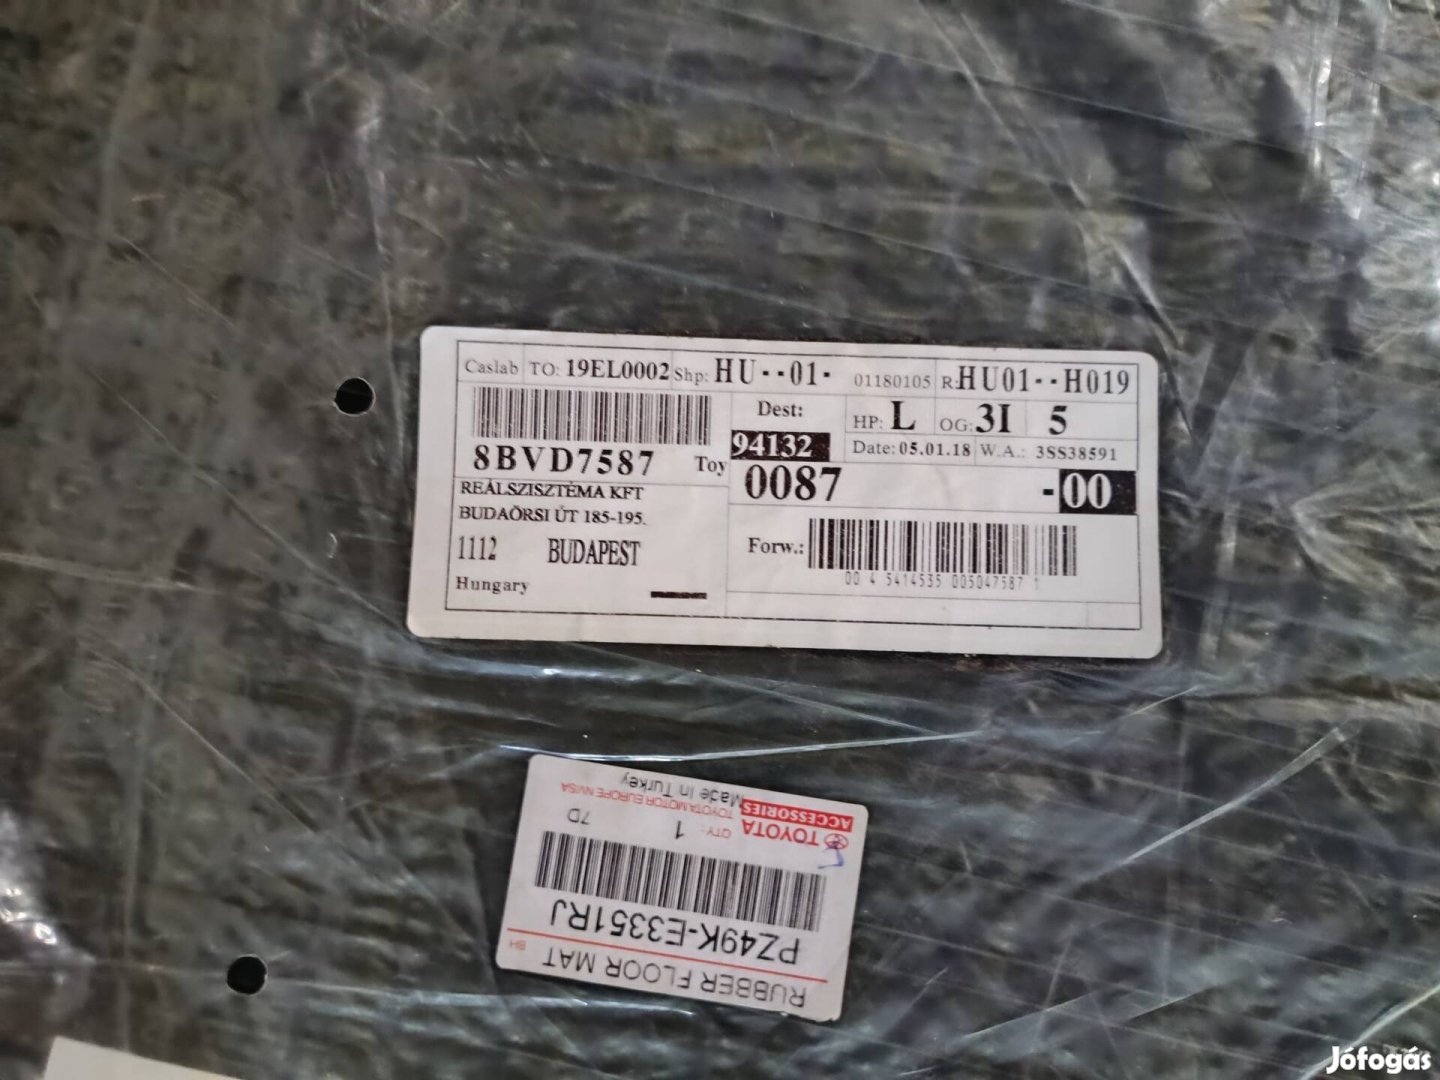 Caslab TO: 19EL0002 Shp: HU--01- 01180105 R:HU01--H019
Dest: HP: L OG: 3I 5
94132 Date: 05.01.18 W.A.: 3SS38591
8BVD7587 Toy 0087 -00
REÁLSZISZTÉMA KFT
BUDAÖRSI ÚT 185-195.
1112 BUDAPEST
Hungary
Forw.:
00 4 5414535 005047587 1
RUBBER FLOOR MAT BH
PZ49K-E3351RJ
TOYOTA QTY: 1 7D
ACCESSORIES TOYOTA MOTOR EUROPE NV/SA
Made in Turkey
Jófogás